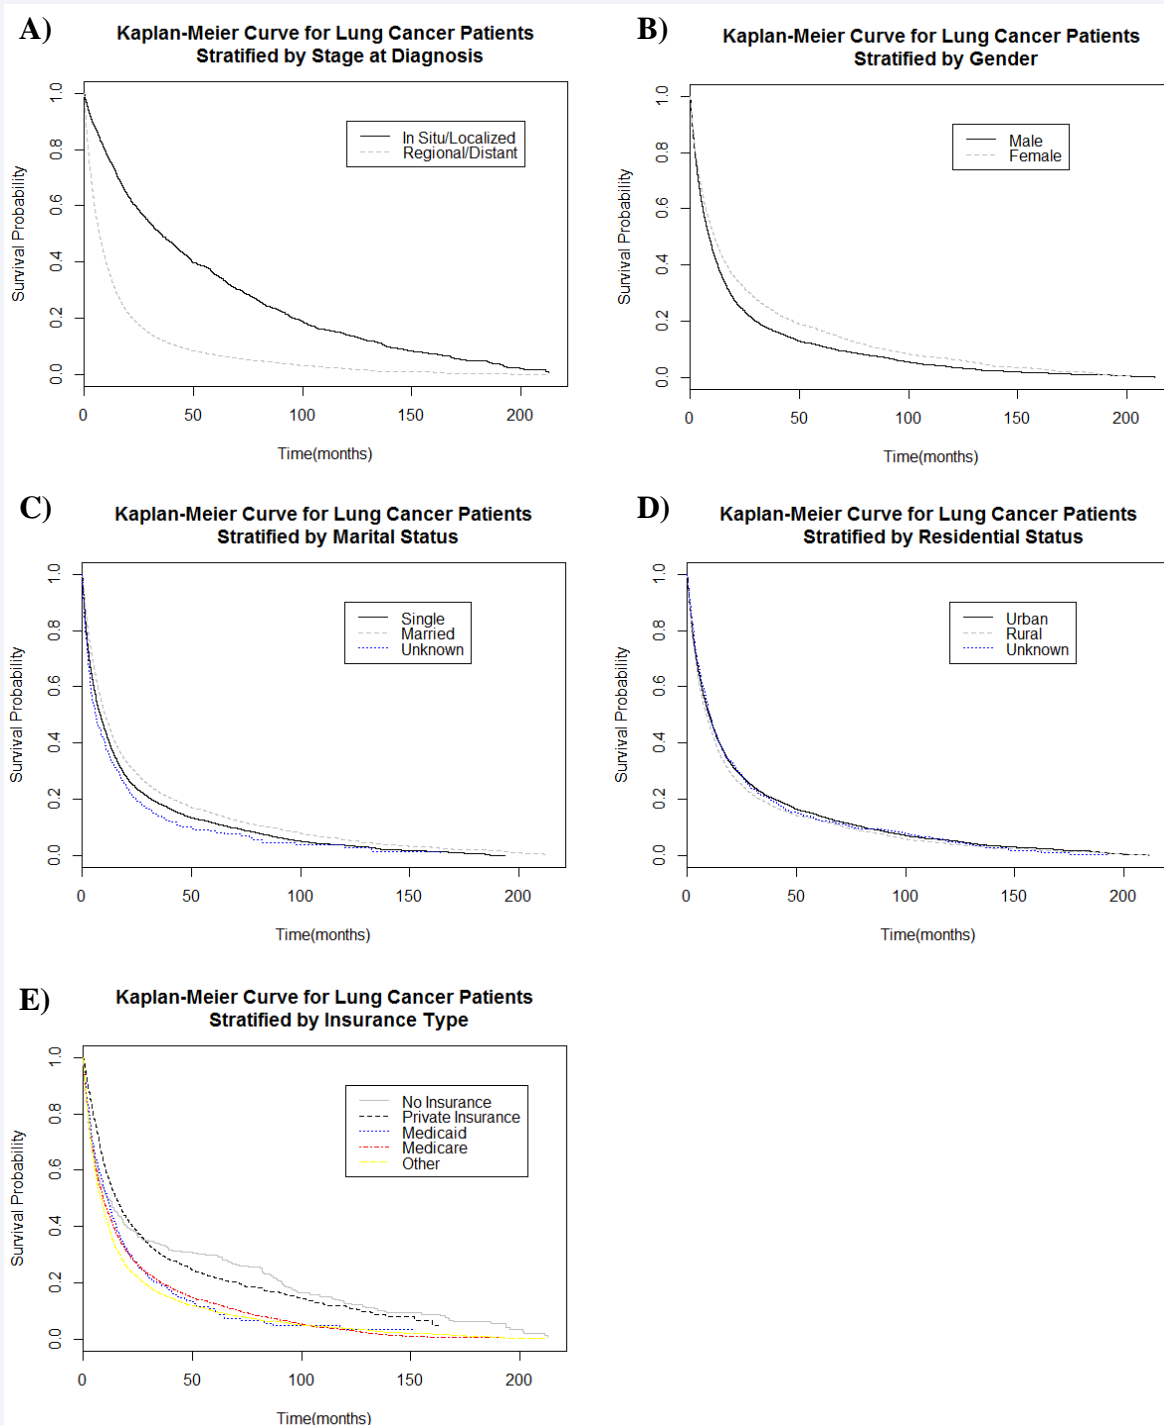 A)
Kaplan-Meier Curve for Lung Cancer Patients
Stratified by Stage at Diagnosis
Survival Probability
1.0
0.8
0.6
0.4
0.2
0.0
In Situ/Localized
Regional/Distant
0 50 100 150 200
Time(months)
B)
Kaplan-Meier Curve for Lung Cancer Patients
Stratified by Gender
Survival Probability
1.0
0.8
0.6
0.4
0.2
0.0
Male
Female
0 50 100 150 200
Time(months)
C)
Kaplan-Meier Curve for Lung Cancer Patients
Stratified by Marital Status
Survival Probability
1.0
0.8
0.6
0.4
0.2
0.0
Single
Married
Unknown
0 50 100 150 200
Time(months)
D)
Kaplan-Meier Curve for Lung Cancer Patients
Stratified by Residential Status
Survival Probability
1.0
0.8
0.6
0.4
0.2
0.0
Urban
Rural
Unknown
0 50 100 150 200
Time(months)
E)
Kaplan-Meier Curve for Lung Cancer Patients
Stratified by Insurance Type
Survival Probability
1.0
0.8
0.6
0.4
0.2
0.0
No Insurance
Private Insurance
Medicaid
Medicare
Other
0 50 100 150 200
Time(months)